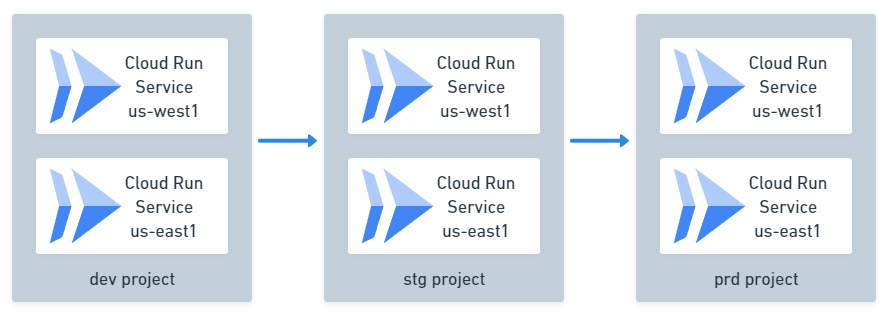 Cloud Run
Service
us-west1
Cloud Run
Service
us-east1
dev project
Cloud Run
Service
us-west1
Cloud Run
Service
us-east1
stg project
Cloud Run
Service
us-west1
Cloud Run
Service
us-east1
prd project